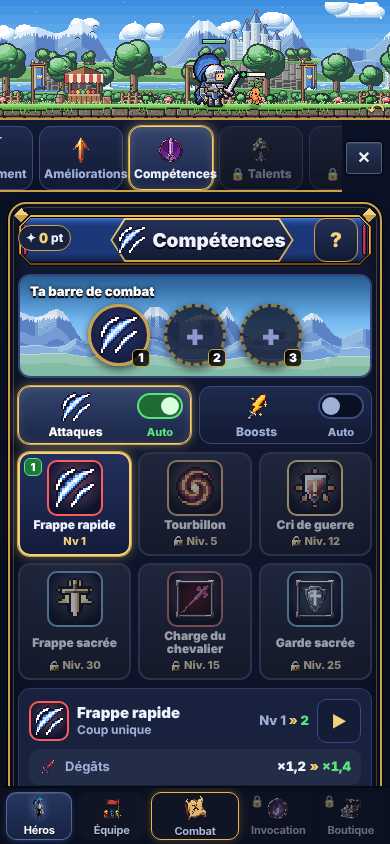 ment
Améliorations
Compétences
Talents
✕
✦ 0 pt
Compétences
?
Ta barre de combat
1
+
2
+
3
Attaques
Auto
Boosts
Auto
1
Frappe rapide
Nv 1
Tourbillon
Niv. 5
Cri de guerre
Niv. 12
Frappe sacrée
Niv. 30
Charge du
chevalier
Niv. 15
Garde sacrée
Niv. 25
Frappe rapide
Coup unique
Nv 1 » 2
Dégâts
×1,2 » ×1,4
Héros
Équipe
Combat
Invocation
Boutique